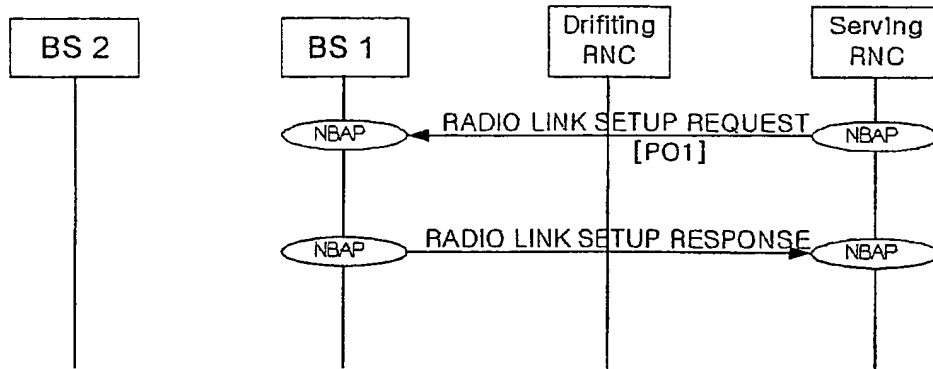 BS 2
BS 1
Drifiting
RNC
Serving
RNC
NBAP
RADIO LINK SETUP REQUEST
NBAP
[PO1]
NBAP
RADIO LINK SETUP RESPONSE
NBAP